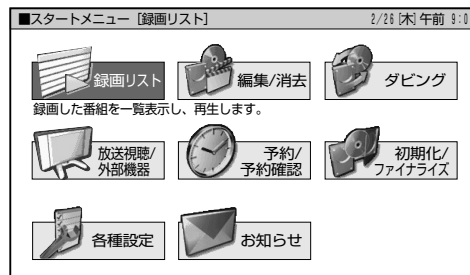 ■スタートメニュー [録画リスト] 2/26[木]午前 9:0
録画リスト 編集/消去 ダビング
録画した番組を一覧表示し、再生します。
放送視聴/ 予約/ 初期化/
外部機器 予約確認 ファイナライズ
各種設定 お知らせ